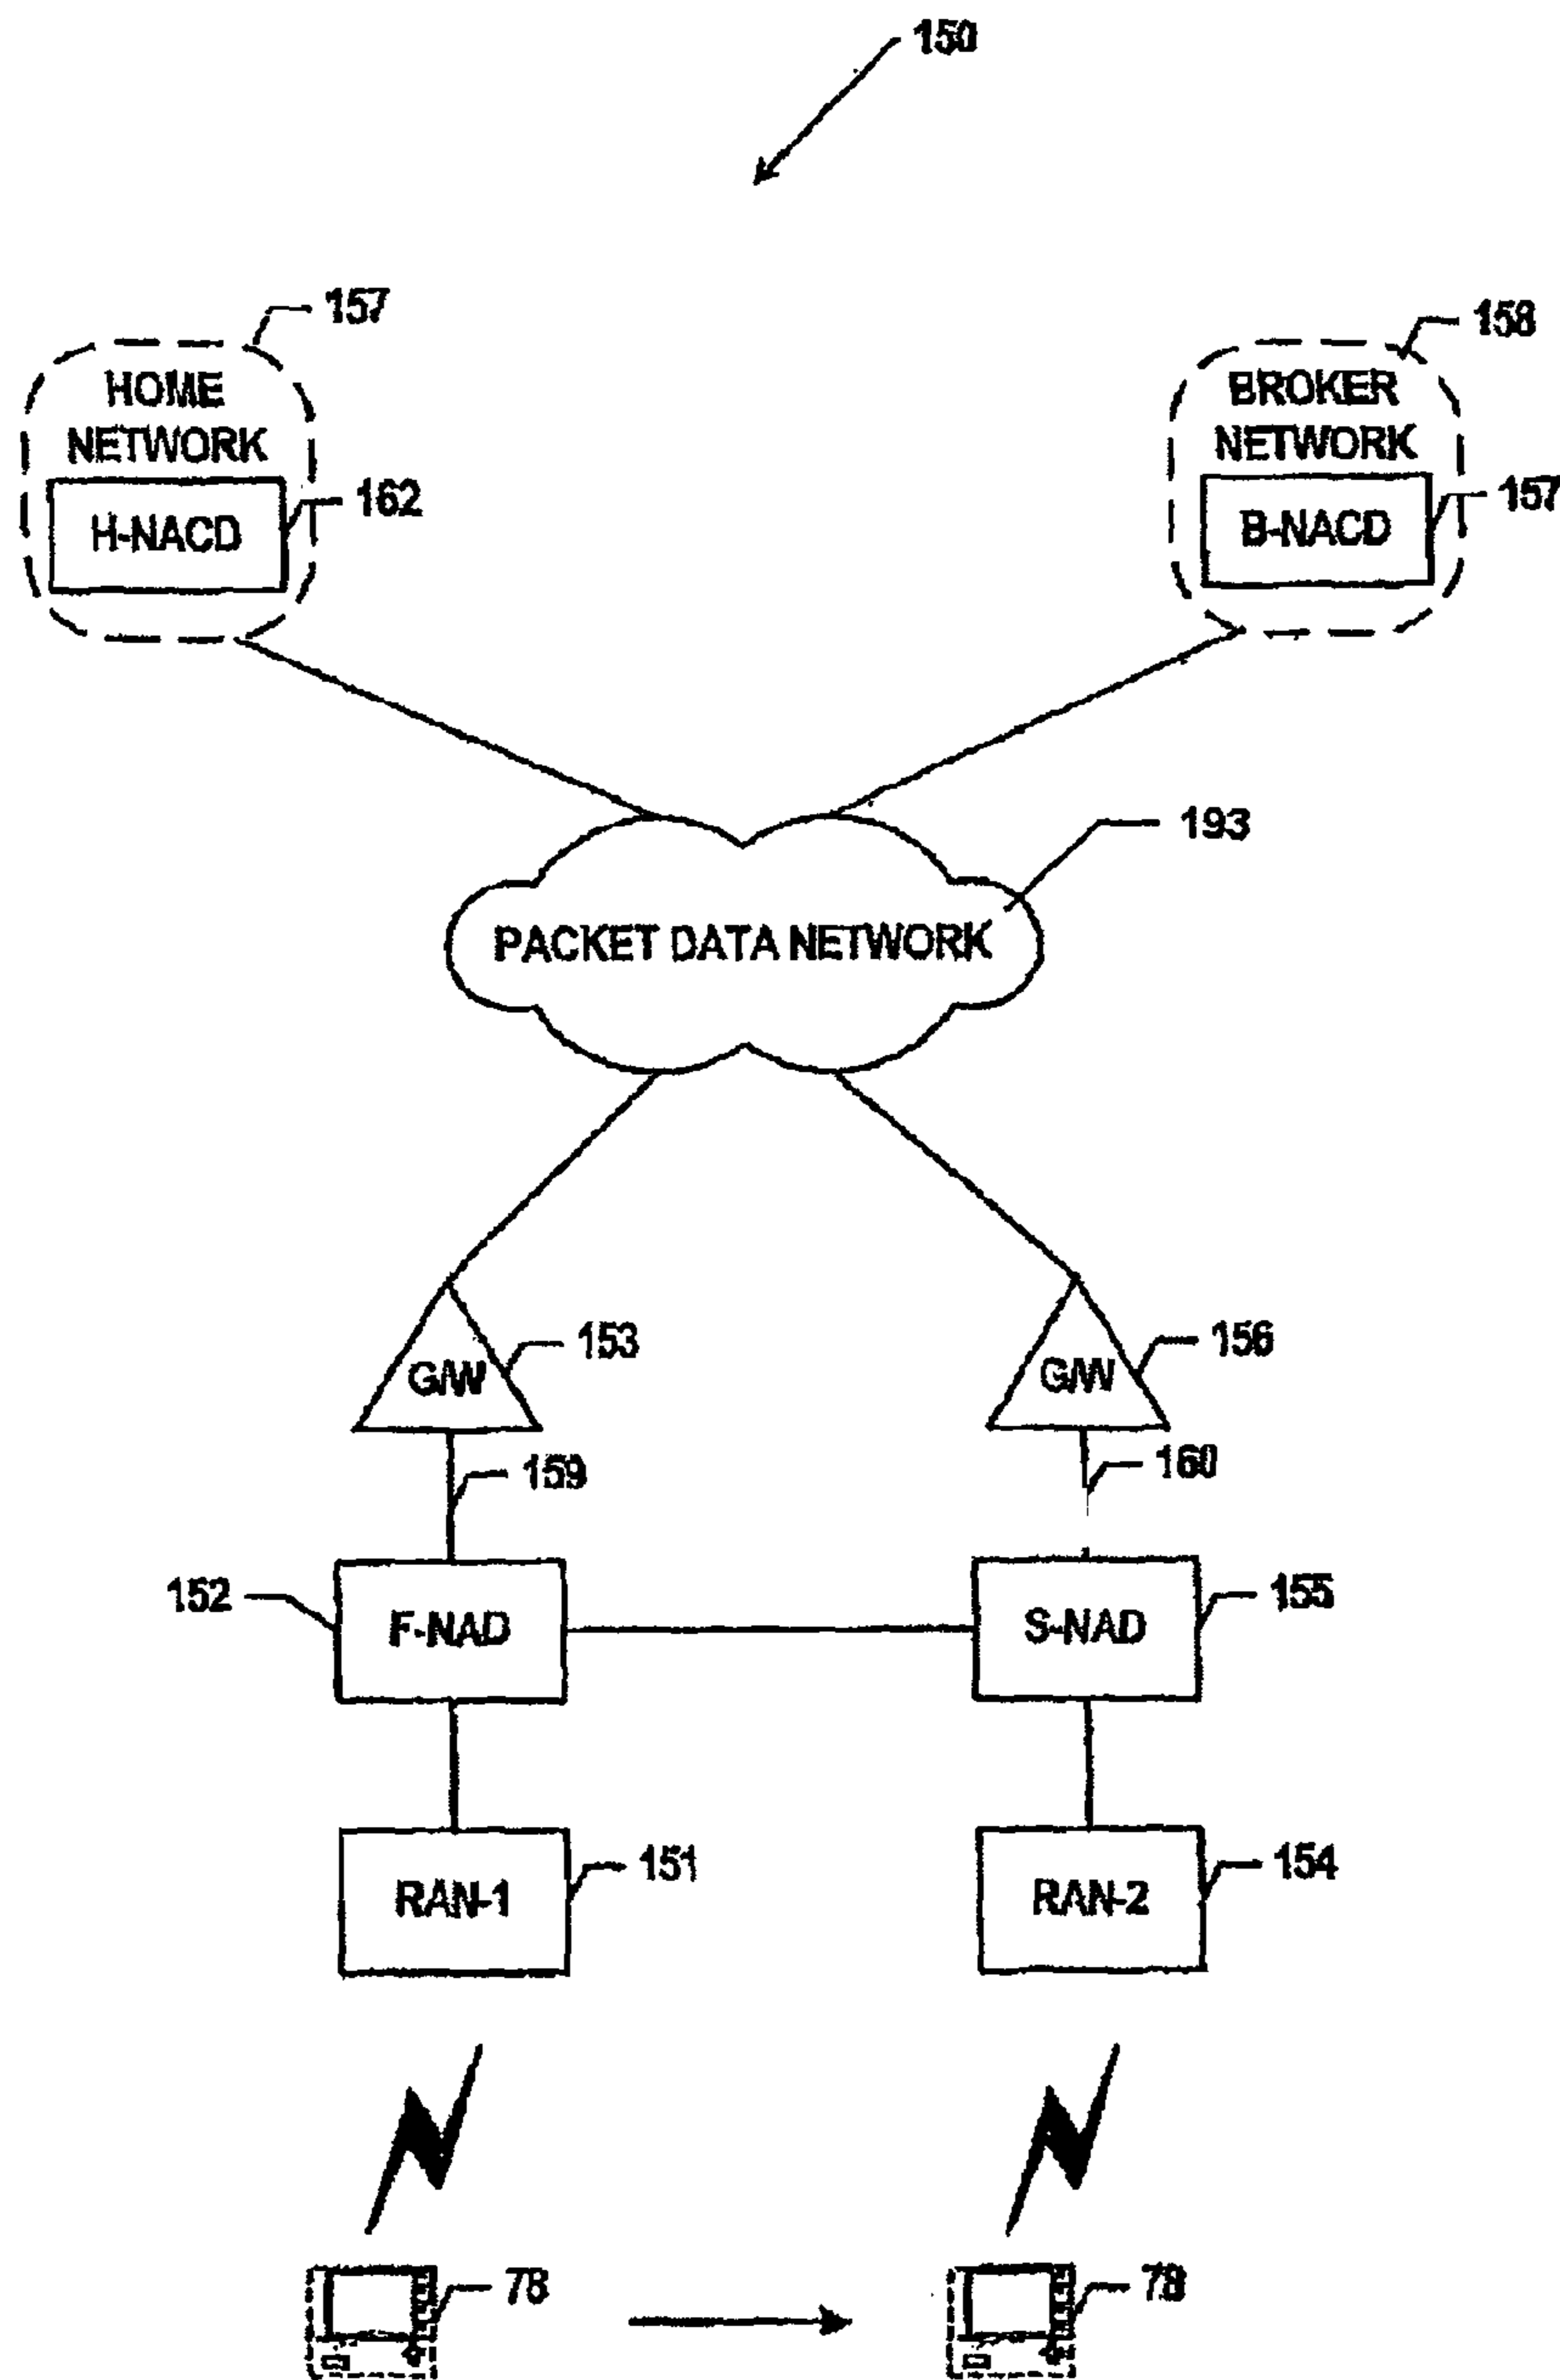 150
157
HOME
NETWORK
H-NACD
162
158
BROKER
NETWORK
B-NACD
157
193
PACKET DATA NETWORK
G/W
153
G/W
156
159
160
152
F-NAD
S-NAD
155
RAN-1
151
RAN-2
154
78
78